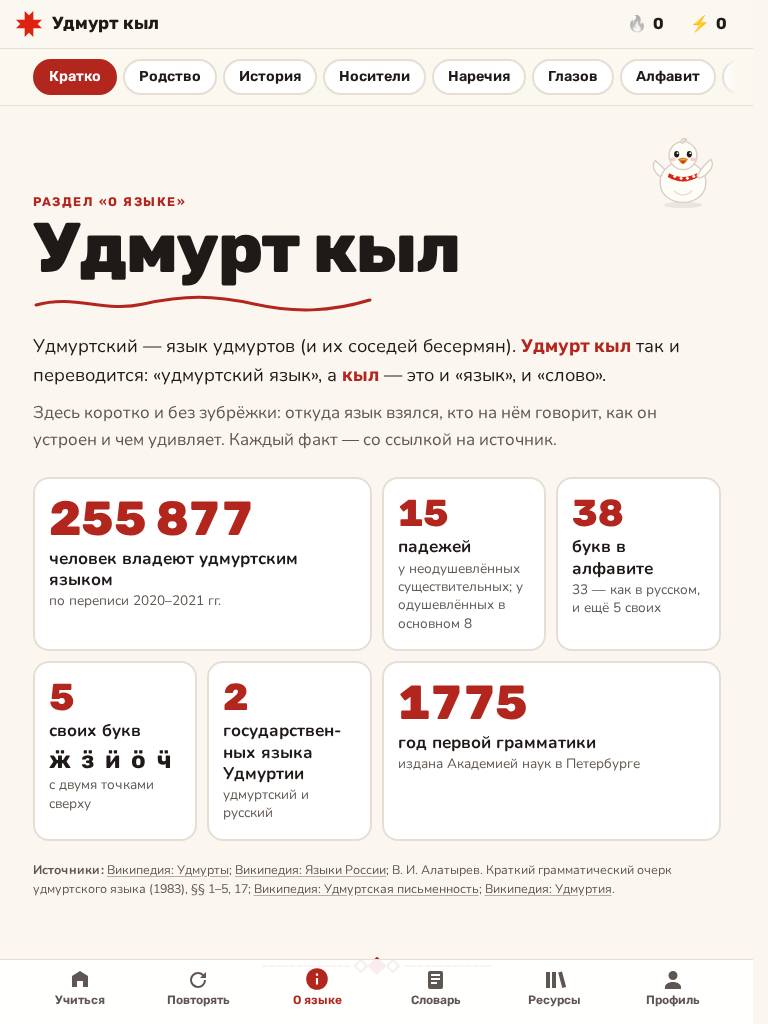 Удмурт кыл
0
0
Кратко
Родство
История
Носители
Наречия
Глазов
Алфавит
РАЗДЕЛ «О ЯЗЫКЕ»
Удмурт кыл
Удмуртский — язык удмуртов (и их соседей бесермян). Удмурт кыл так и
переводится: «удмуртский язык», а кыл — это и «язык», и «слово».
Здесь коротко и без зубрёжки: откуда язык взялся, кто на нём говорит, как он
устроен и чем удивляет. Каждый факт — со ссылкой на источник.
255 877
человек владеют удмуртским
языком
по переписи 2020–2021 гг.
15
падежей
у неодушевлённых
существительных; у
одушевлённых в
основном 8
38
букв в
алфавите
33 — как в русском,
и ещё 5 своих
5
своих букв
ӝ ӟ ӥ ӧ ӵ
с двумя точками
сверху
2
государствен-
ных языка
Удмуртии
удмуртский и
русский
1775
год первой грамматики
издана Академией наук в Петербурге
Источники: Википедия: Удмурты; Википедия: Языки России; В. И. Алатырев. Краткий грамматический очерк
удмуртского языка (1983), §§ 1–5, 17; Википедия: Удмуртская письменность; Википедия: Удмуртия.
Учиться
Повторять
О языке
Словарь
Ресурсы
Профиль